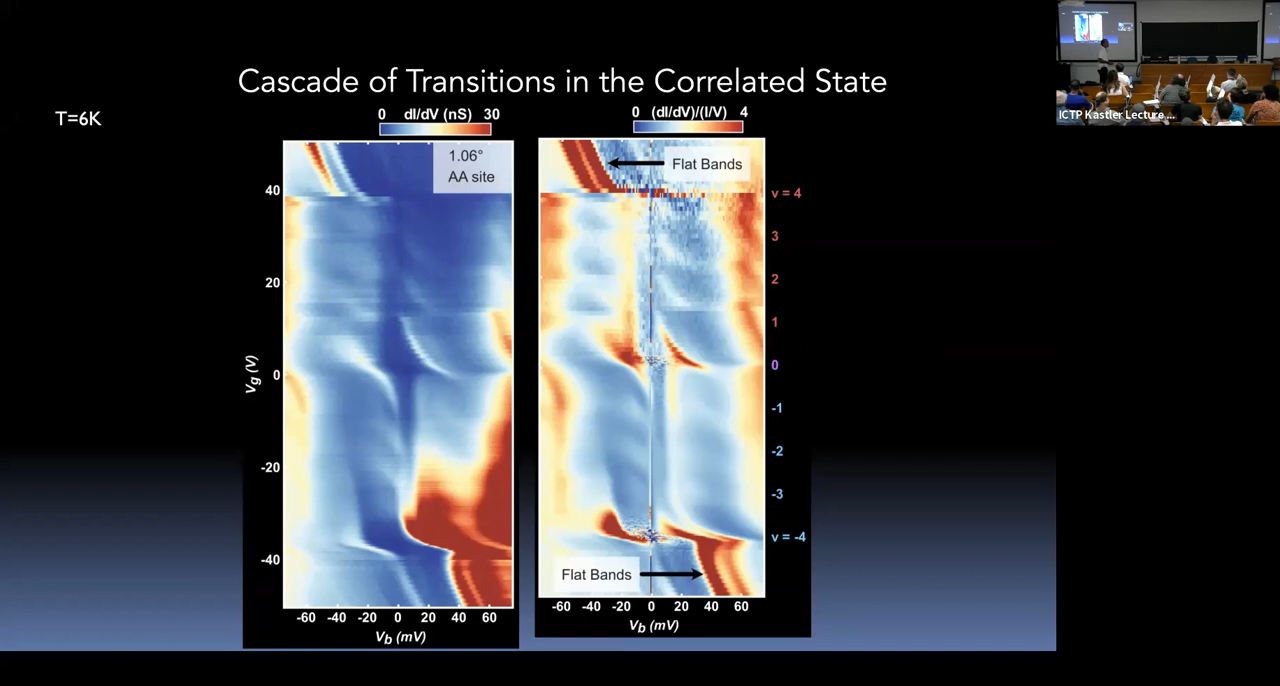 Cascade of Transitions in the Correlated State
T=6K
0 dI/dV (nS) 30
0 (dI/dV)/(I/V) 4
1.06°
AA site
Flat Bands
40
20
0
-20
-40
Vg (V)
-60 -40 -20 0 20 40 60
Vb (mV)
ν = 4
3
2
1
0
-1
-2
-3
ν = -4
Flat Bands
-60 -40 -20 0 20 40 60
Vb (mV)
ICTP Kastler Lecture ...